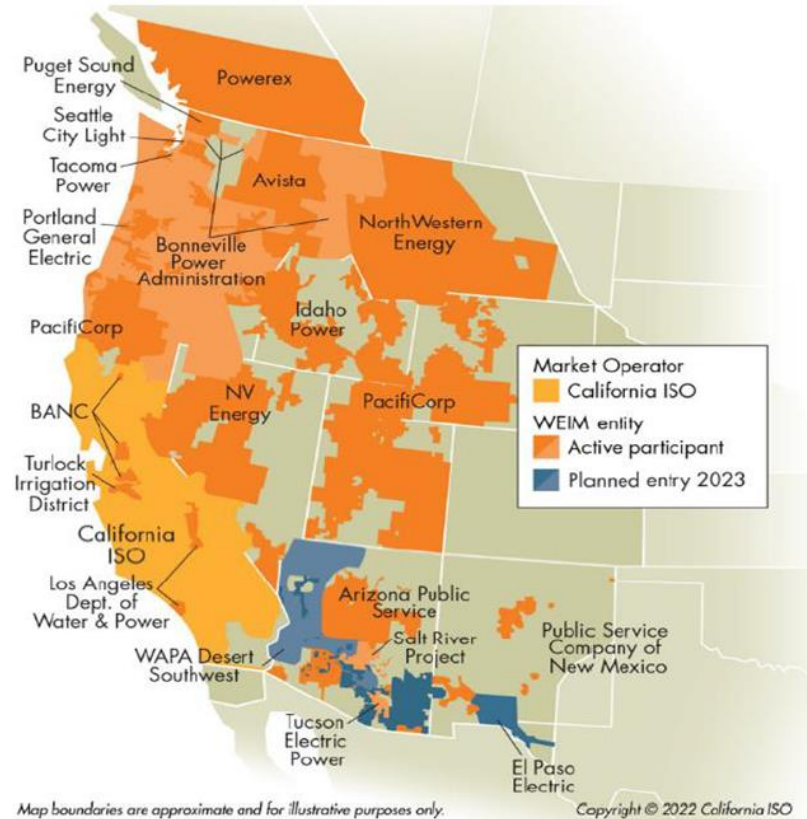 Powerex
Puget Sound
Energy
Seattle
City Light
Tacoma
Power
Avista
Portland
General
Electric
Bonneville
Power
Administration
NorthWestern
Energy
PacifiCorp
Idaho
Power
BANC
NV
Energy
PacifiCorp
Turlock
Irrigation
District
California
ISO
Los Angeles
Dept. of
Water & Power
Market Operator
California ISO
WEIM entity
Active participant
Planned entry 2023
WAPA Desert
Southwest
Arizona Public
Service
Salt River
Project
Public Service
Company of
New Mexico
Tucson
Electric
Power
El Paso
Electric
Map boundaries are approximate and for illustrative purposes only.
Copyright © 2022 California ISO